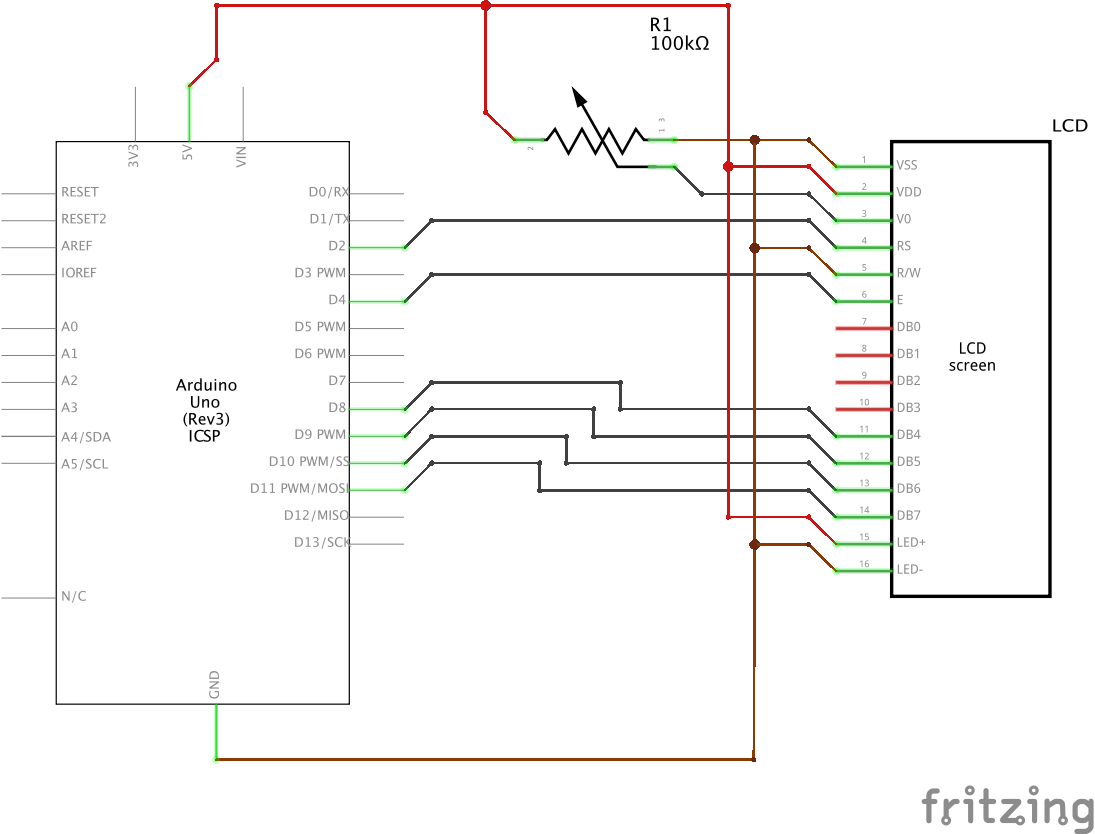 R1
100kΩ
LCD
3V3
5V
VIN
RESET
RESET2
AREF
IOREF
A0
A1
A2
A3
A4/SDA
A5/SCL
N/C
D0/RX
D1/TX
D2
D3 PWM
D4
D5 PWM
D6 PWM
D7
D8
D9 PWM
D10 PWM/SS
D11 PWM/MOSI
D12/MISO
D13/SCK
Arduino
Uno
(Rev3)
ICSP
GND
2
1 3
1 VSS
2 VDD
3 V0
4 RS
5 R/W
6 E
7 DB0
8 DB1
9 DB2
10 DB3
11 DB4
12 DB5
13 DB6
14 DB7
15 LED+
16 LED-
LCD
screen
fritzing